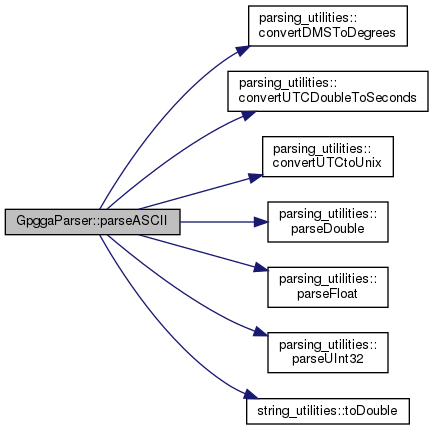 GpggaParser::parseASCII
parsing_utilities::
convertDMSToDegrees
parsing_utilities::
convertUTCDoubleToSeconds
parsing_utilities::
convertUTCtoUnix
parsing_utilities::
parseDouble
parsing_utilities::
parseFloat
parsing_utilities::
parseUInt32
string_utilities::toDouble